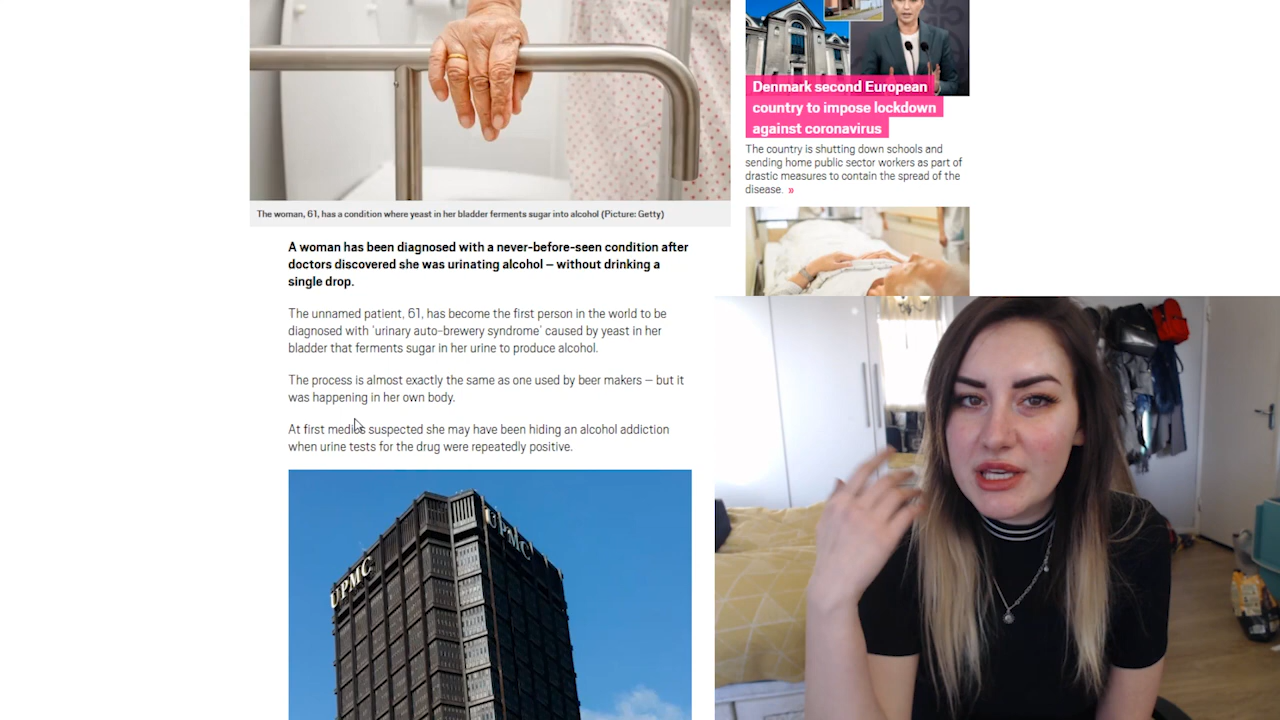 The woman, 61, has a condition where yeast in her bladder ferments sugar into alcohol (Picture: Getty)
A woman has been diagnosed with a never-before-seen condition after
doctors discovered she was urinating alcohol – without drinking a
single drop.
The unnamed patient, 61, has become the first person in the world to be
diagnosed with 'urinary auto-brewery syndrome' caused by yeast in her
bladder that ferments sugar in her urine to produce alcohol.
The process is almost exactly the same as one used by beer makers – but it
was happening in her own body.
At first medics suspected she may have been hiding an alcohol addiction
when urine tests for the drug were repeatedly positive.
UPMC
UPMC
Denmark second European
country to impose lockdown
against coronavirus
The country is shutting down schools and
sending home public sector workers as part of
drastic measures to contain the spread of the
disease. »